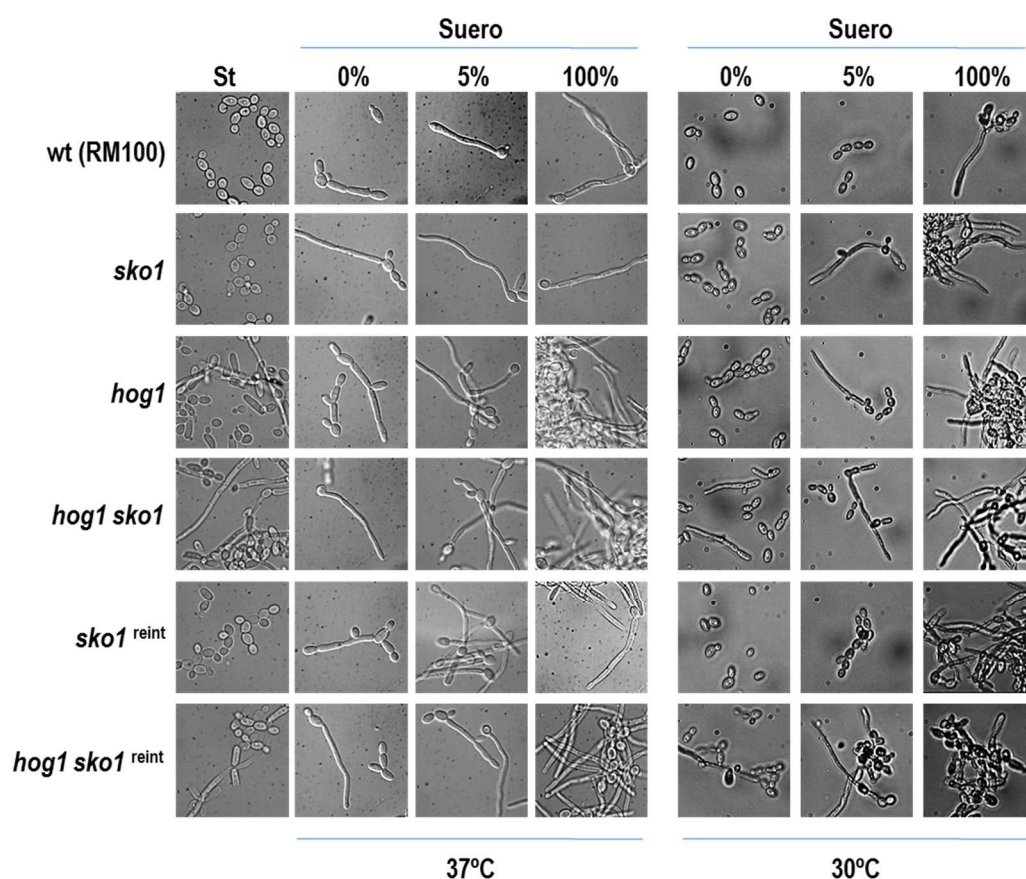 Suero Suero
St 0% 5% 100% 0% 5% 100%
wt (RM100)
sko1
hog1
hog1 sko1
sko1 reint
hog1 sko1 reint
37ºC 30ºC